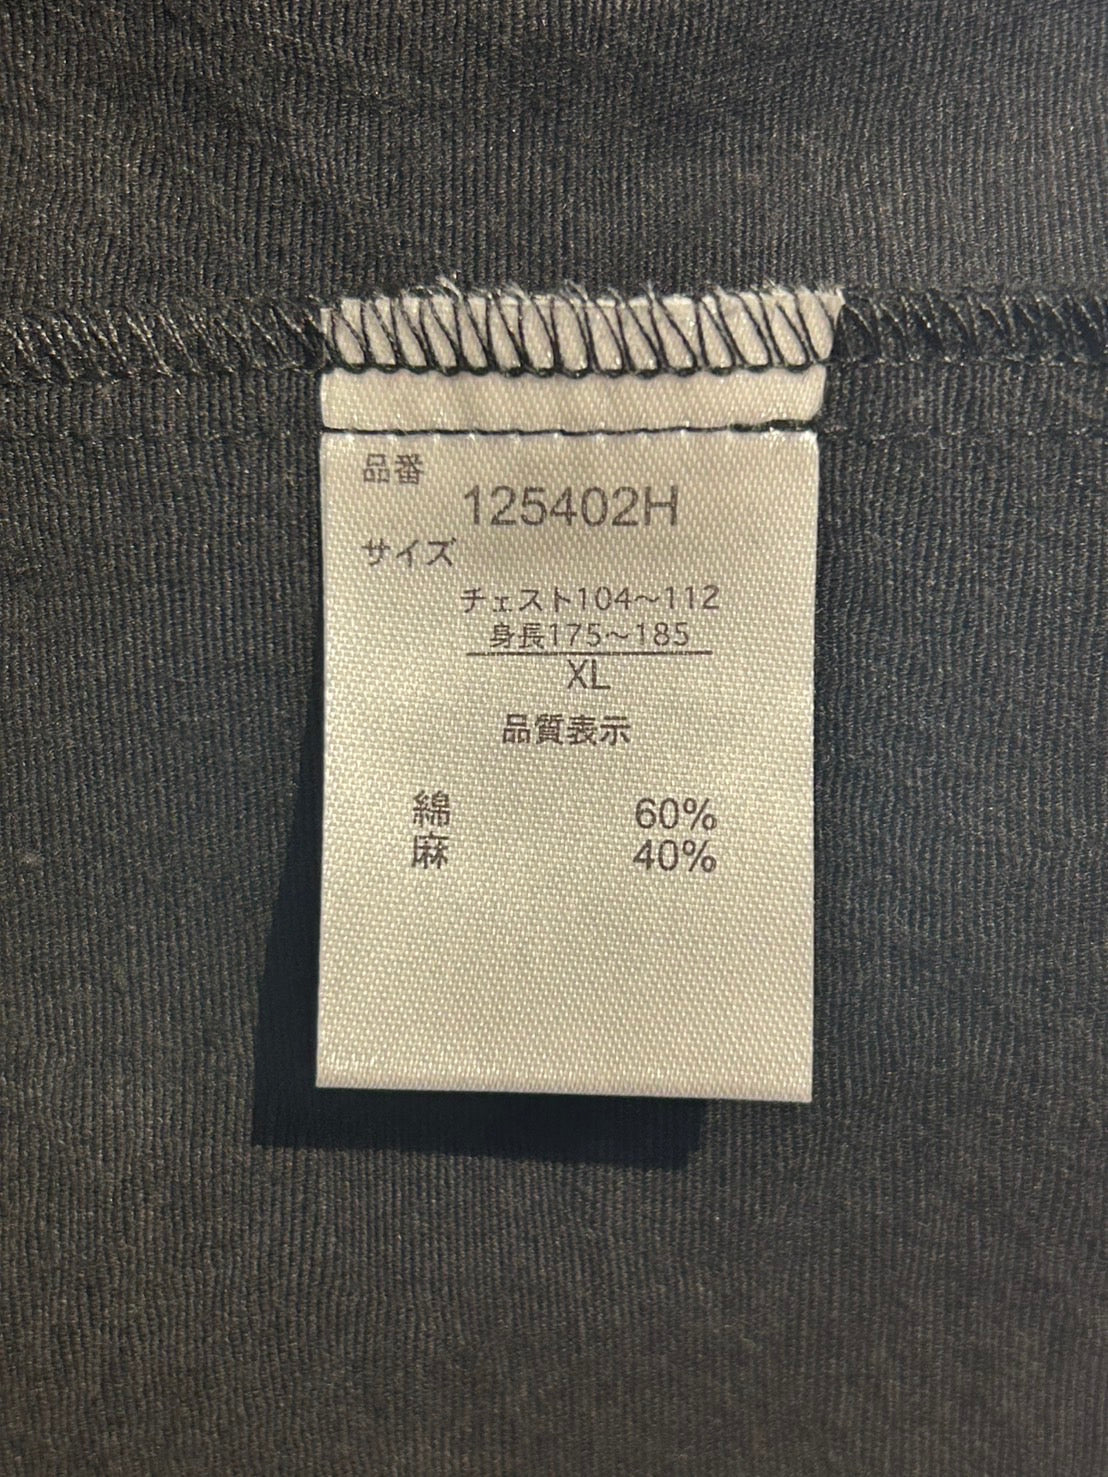 品番
125402H
サイズ
チェスト104～112
身長175～185
XL
品質表示
綿 60%
麻 40%